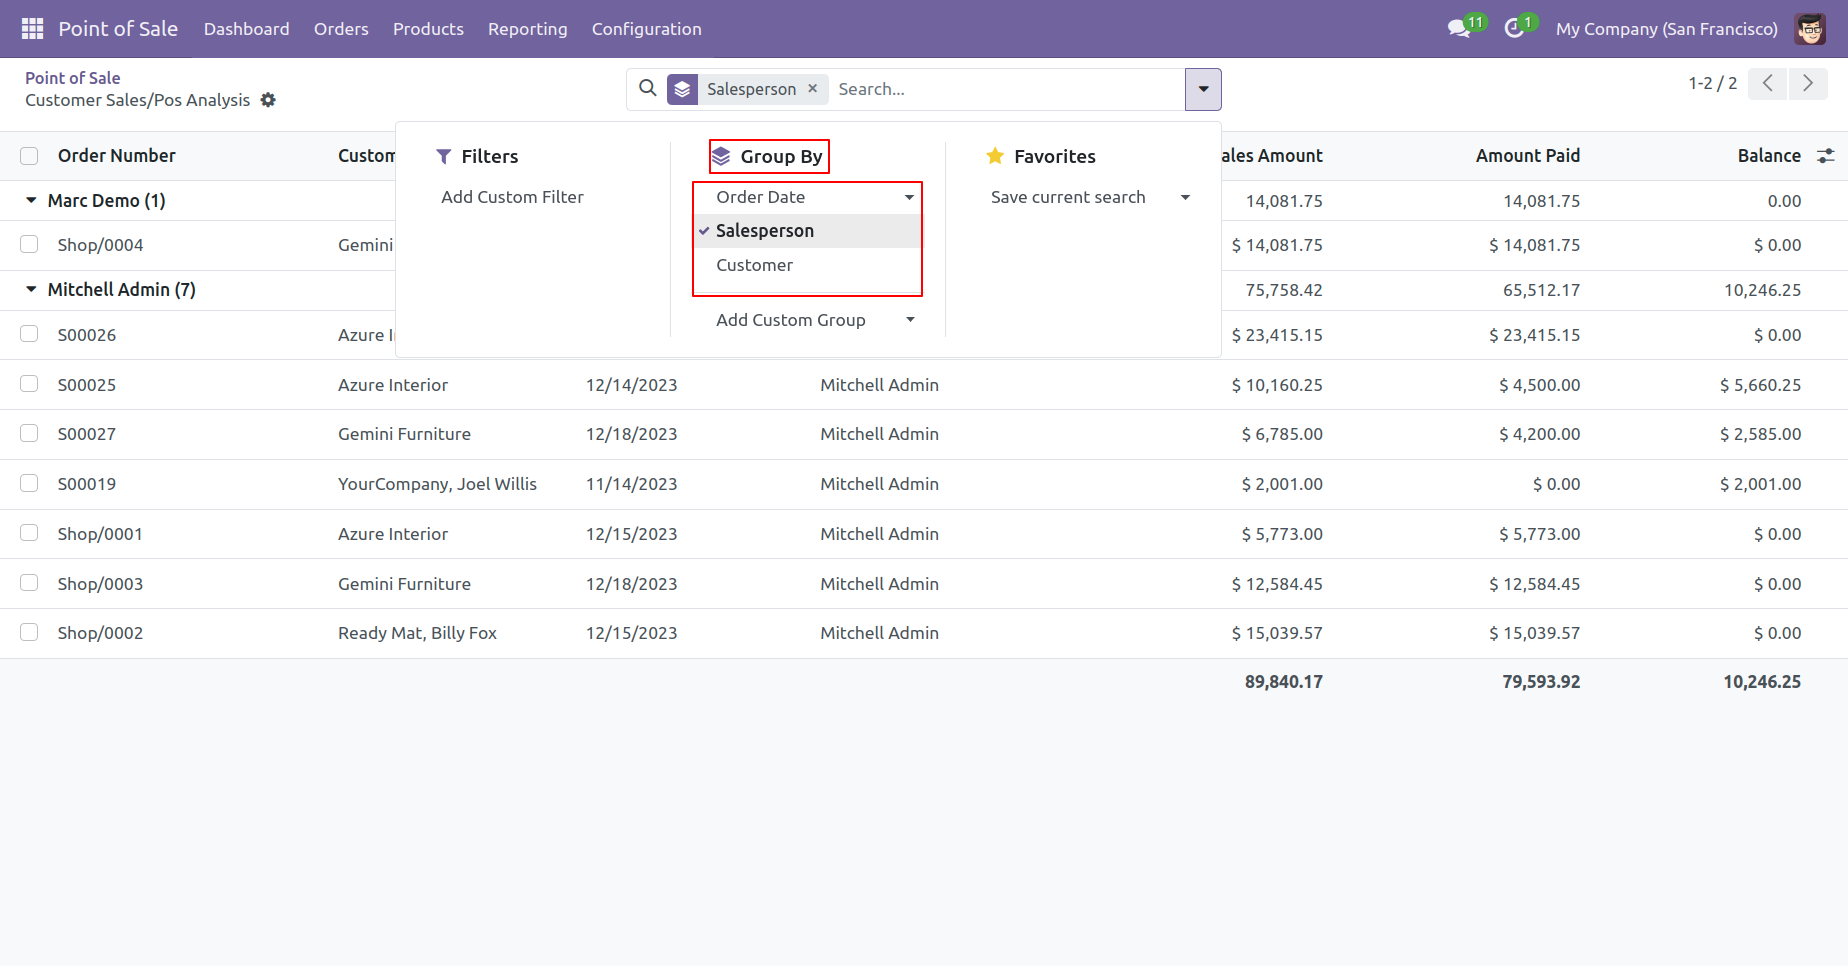 Point of Sale Dashboard Orders Products Reporting Configuration 11 1 My Company (San Francisco)
Point of Sale
Customer Sales/Pos Analysis
Salesperson × Search...
1-2 / 2
Order Number Custom ales Amount Amount Paid Balance
Filters
Add Custom Filter
Group By
Order Date
Salesperson
Customer
Add Custom Group
Favorites
Save current search
Marc Demo (1) 14,081.75 14,081.75 0.00
Shop/0004 Gemini $ 14,081.75 $ 14,081.75 $ 0.00
Mitchell Admin (7) 75,758.42 65,512.17 10,246.25
S00026 Azure $ 23,415.15 $ 23,415.15 $ 0.00
S00025 Azure Interior 12/14/2023 Mitchell Admin $ 10,160.25 $ 4,500.00 $ 5,660.25
S00027 Gemini Furniture 12/18/2023 Mitchell Admin $ 6,785.00 $ 4,200.00 $ 2,585.00
S00019 YourCompany, Joel Willis 11/14/2023 Mitchell Admin $ 2,001.00 $ 0.00 $ 2,001.00
Shop/0001 Azure Interior 12/15/2023 Mitchell Admin $ 5,773.00 $ 5,773.00 $ 0.00
Shop/0003 Gemini Furniture 12/18/2023 Mitchell Admin $ 12,584.45 $ 12,584.45 $ 0.00
Shop/0002 Ready Mat, Billy Fox 12/15/2023 Mitchell Admin $ 15,039.57 $ 15,039.57 $ 0.00
89,840.17 79,593.92 10,246.25